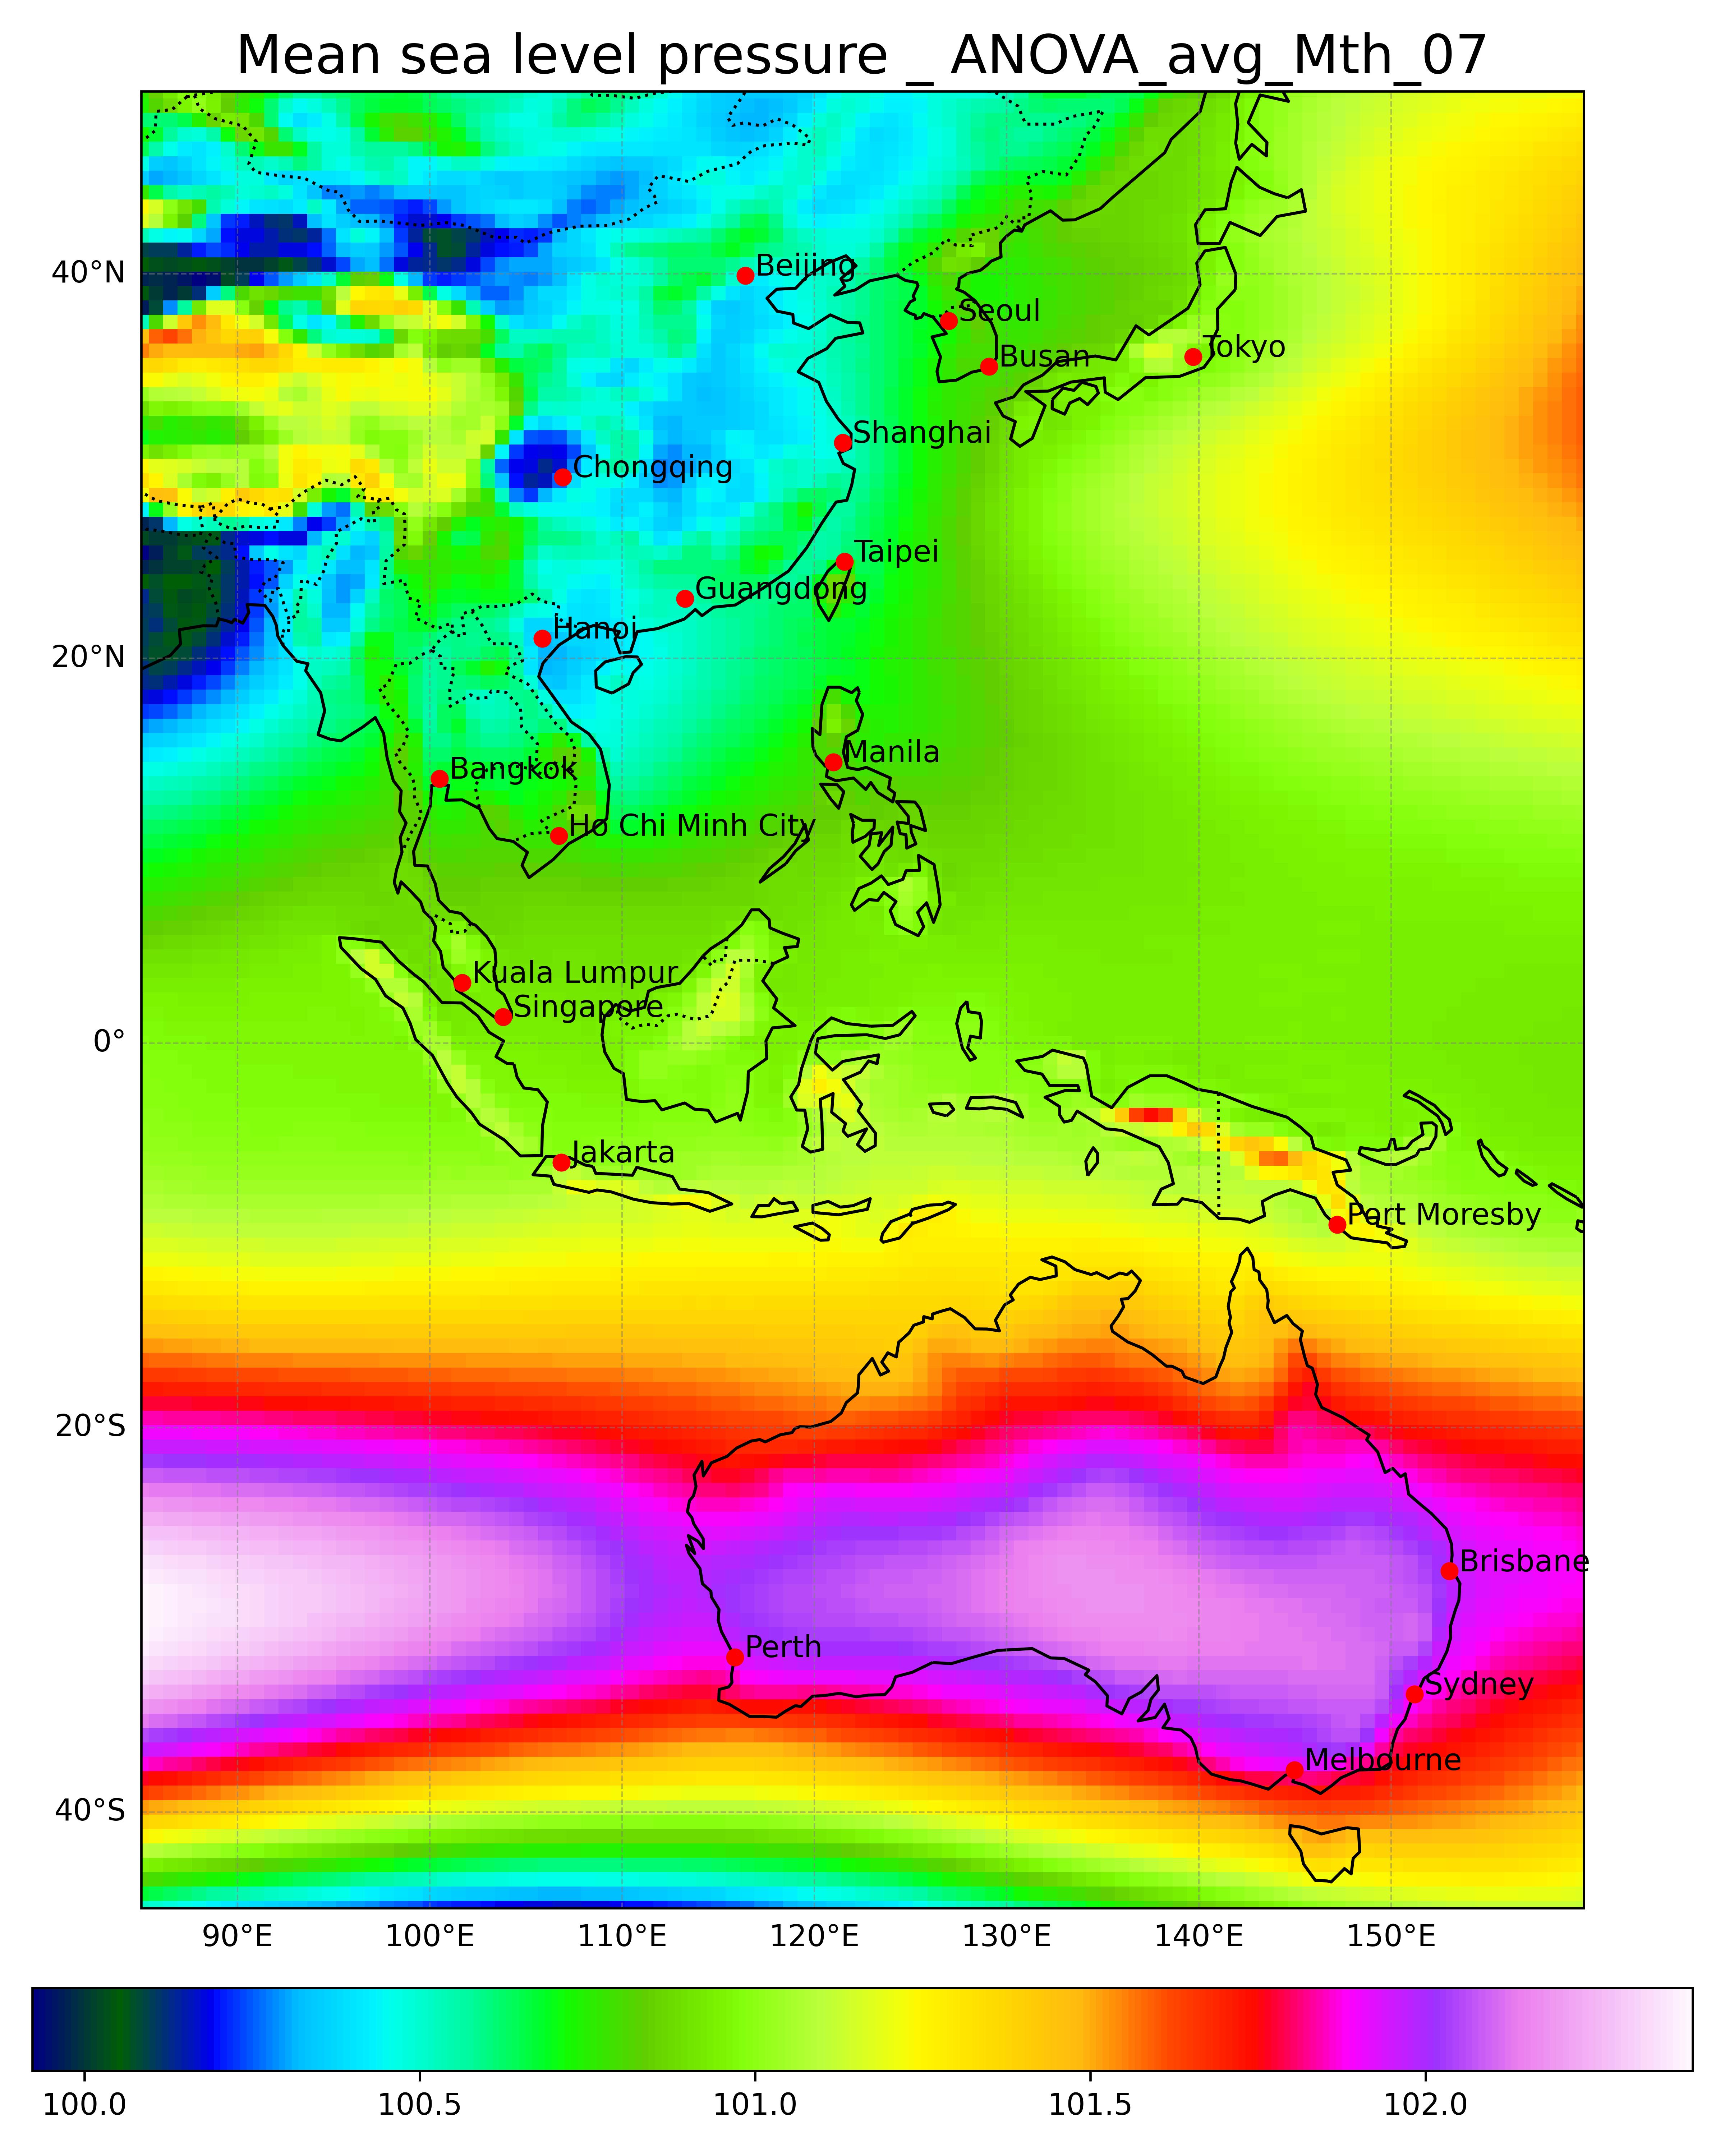 Mean sea level pressure _ ANOVA_avg_Mth_07
40°N
20°N
0°
20°S
40°S
Beijing
Seoul
Tokyo
Busan
Shanghai
Chongqing
Taipei
Guangdong
Hanoi
Manila
Bangkok
Ho Chi Minh City
Kuala Lumpur
Singapore
Jakarta
Port Moresby
Brisbane
Perth
Sydney
Melbourne
90°E 100°E 110°E 120°E 130°E 140°E 150°E
100.0 100.5 101.0 101.5 102.0